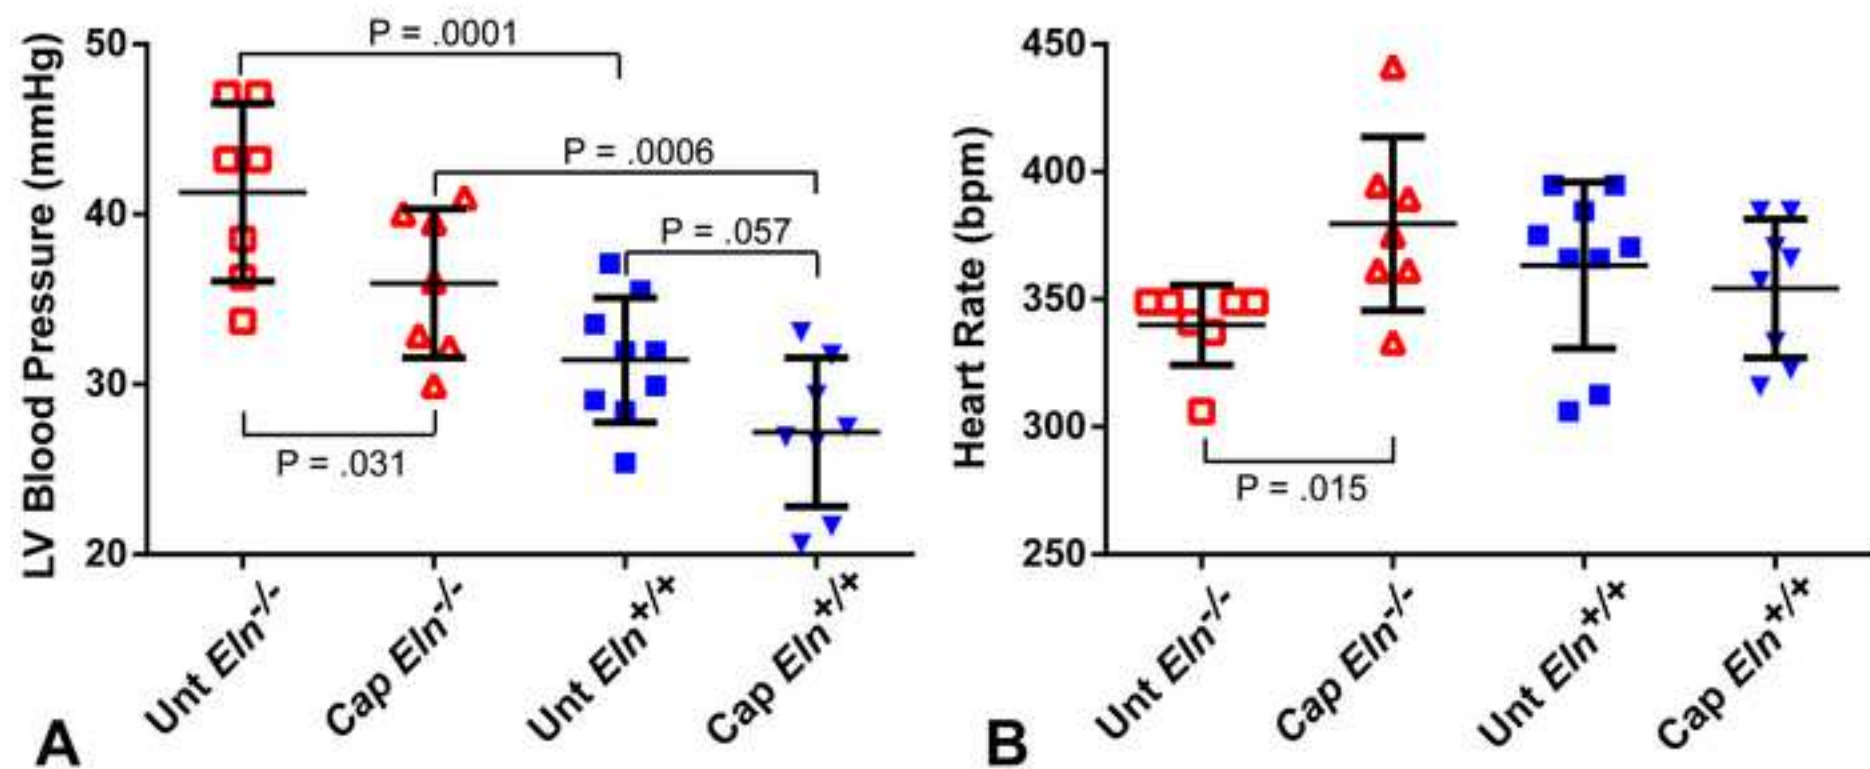 LV Blood Pressure (mmHg)
50
40
30
20
P = .0001
P = .0006
P = .057
P = .031
Unt Eln-/-
Cap Eln-/-
Unt Eln+/+
Cap Eln+/+
A
Heart Rate (bpm)
450
400
350
300
250
P = .015
Unt Eln-/-
Cap Eln-/-
Unt Eln+/+
Cap Eln+/+
B